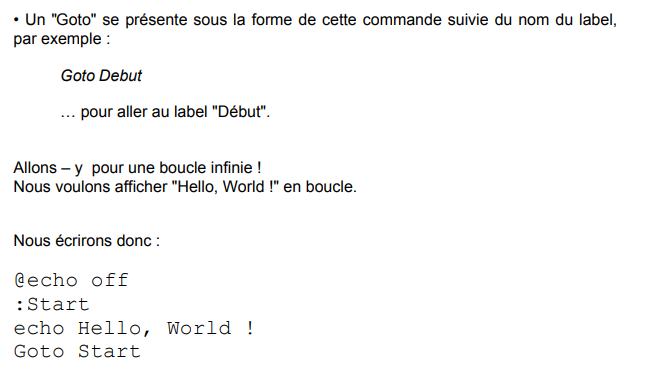 • Un "Goto" se présente sous la forme de cette commande suivie du nom du label,
par exemple :
Goto Debut
… pour aller au label "Début".
Allons – y  pour une boucle infinie !
Nous voulons afficher "Hello, World !" en boucle.
Nous écrirons donc :
@echo off
:Start
echo Hello, World !
Goto Start